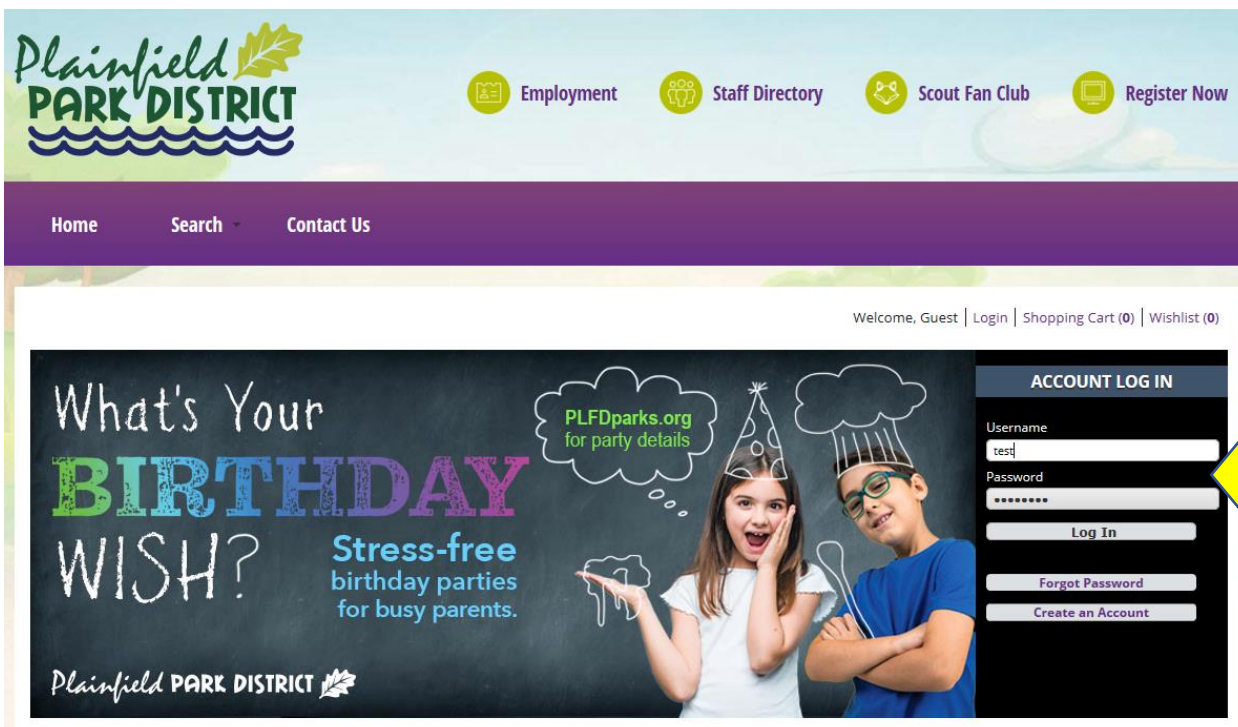 Plainfield
PARK DISTRICT
Employment
Staff Directory
Scout Fan Club
Register Now
Home
Search
Contact Us
Welcome, Guest | Login | Shopping Cart (0) | Wishlist (0)
What's Your
BIRTHDAY
WISH?
Stress-free
birthday parties
for busy parents.
PLFDparks.org
for party details
Plainfield PARK DISTRICT
ACCOUNT LOG IN
Username
test
Password
••••••••
Log In
Forgot Password
Create an Account